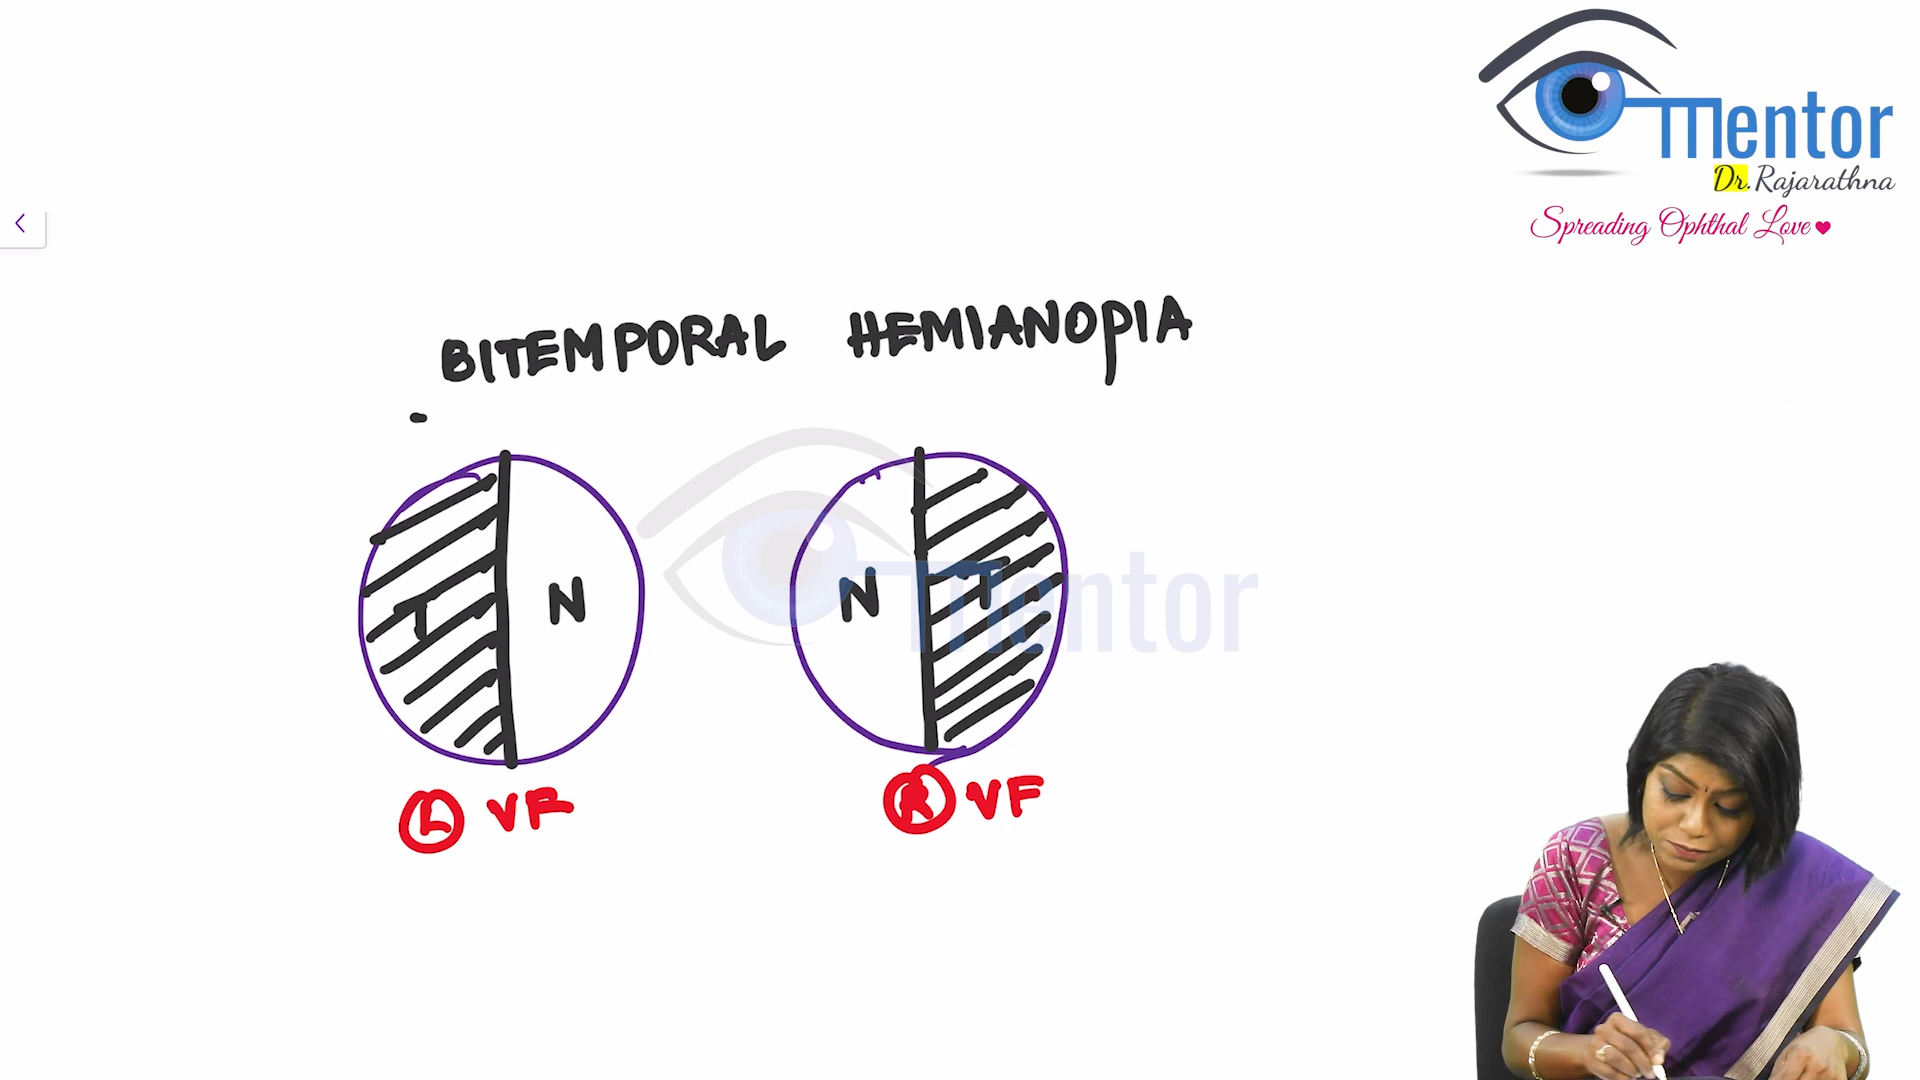 mentor
Dr. Rajarathna
Spreading Ophthal Love
BITEMPORAL HEMIANOPIA
T N N T
mentor
L VF R VF